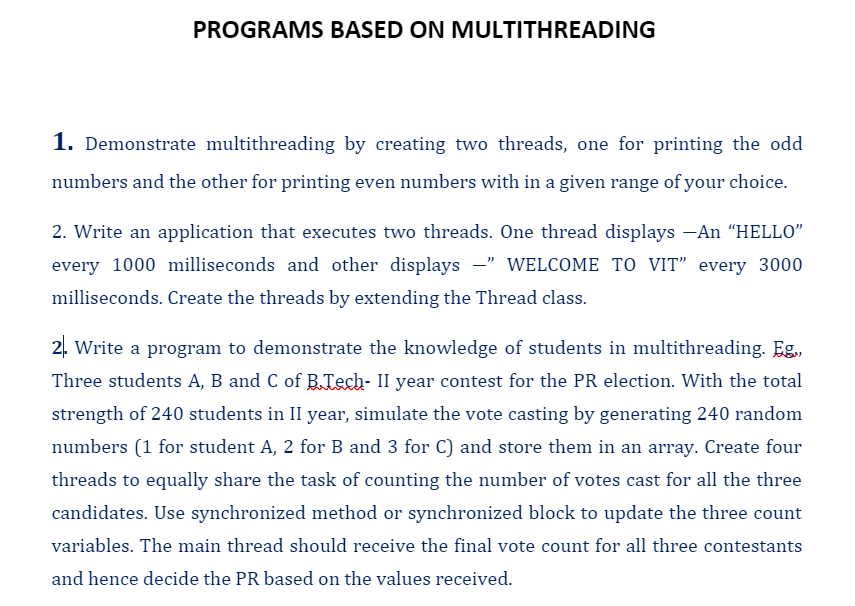 PROGRAMS BASED ON MULTITHREADING
1. Demonstrate multithreading by creating two threads, one for printing the odd
numbers and the other for printing even numbers with in a given range of your choice.
2. Write an application that executes two threads. One thread displays —An “HELLO”
every 1000 milliseconds and other displays —” WELCOME TO VIT” every 3000
milliseconds. Create the threads by extending the Thread class.
2. Write a program to demonstrate the knowledge of students in multithreading. Eg.,
Three students A, B and C of B.Tech- II year contest for the PR election. With the total
strength of 240 students in II year, simulate the vote casting by generating 240 random
numbers (1 for student A, 2 for B and 3 for C) and store them in an array. Create four
threads to equally share the task of counting the number of votes cast for all the three
candidates. Use synchronized method or synchronized block to update the three count
variables. The main thread should receive the final vote count for all three contestants
and hence decide the PR based on the values received.